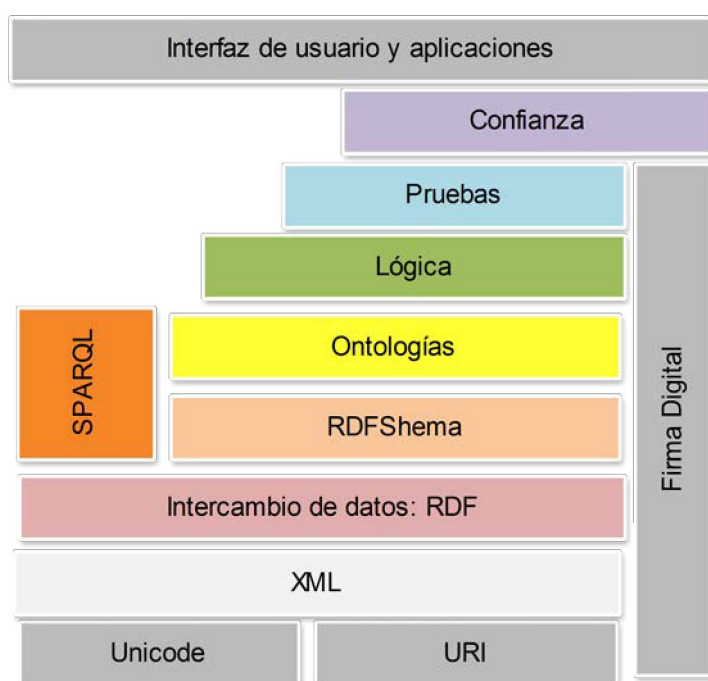 Interfaz de usuario y aplicaciones
Confianza
Pruebas
Lógica
SPARQL
Ontologías
RDFShema
Firma Digital
Intercambio de datos: RDF
XML
Unicode
URI